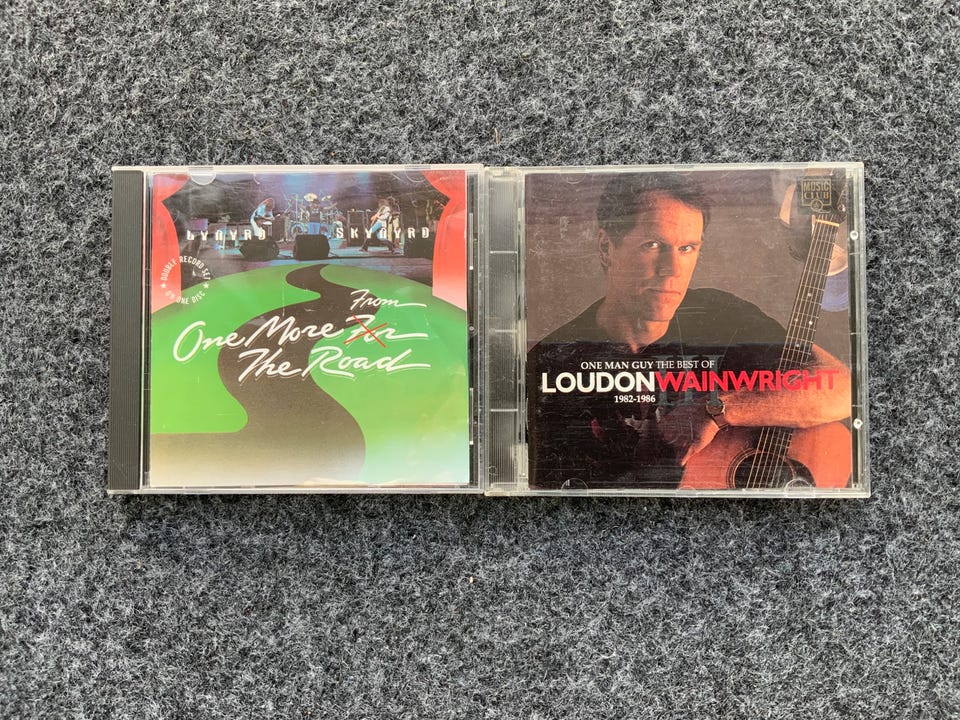 LYNYRD SKYNYRD
DOUBLE RECORD SET
ON ONE DISC
From
One More For
The Road
MUSIC
CLUB
ONE MAN GUY THE BEST OF
LOUDON WAINWRIGHT
III
1982-1986